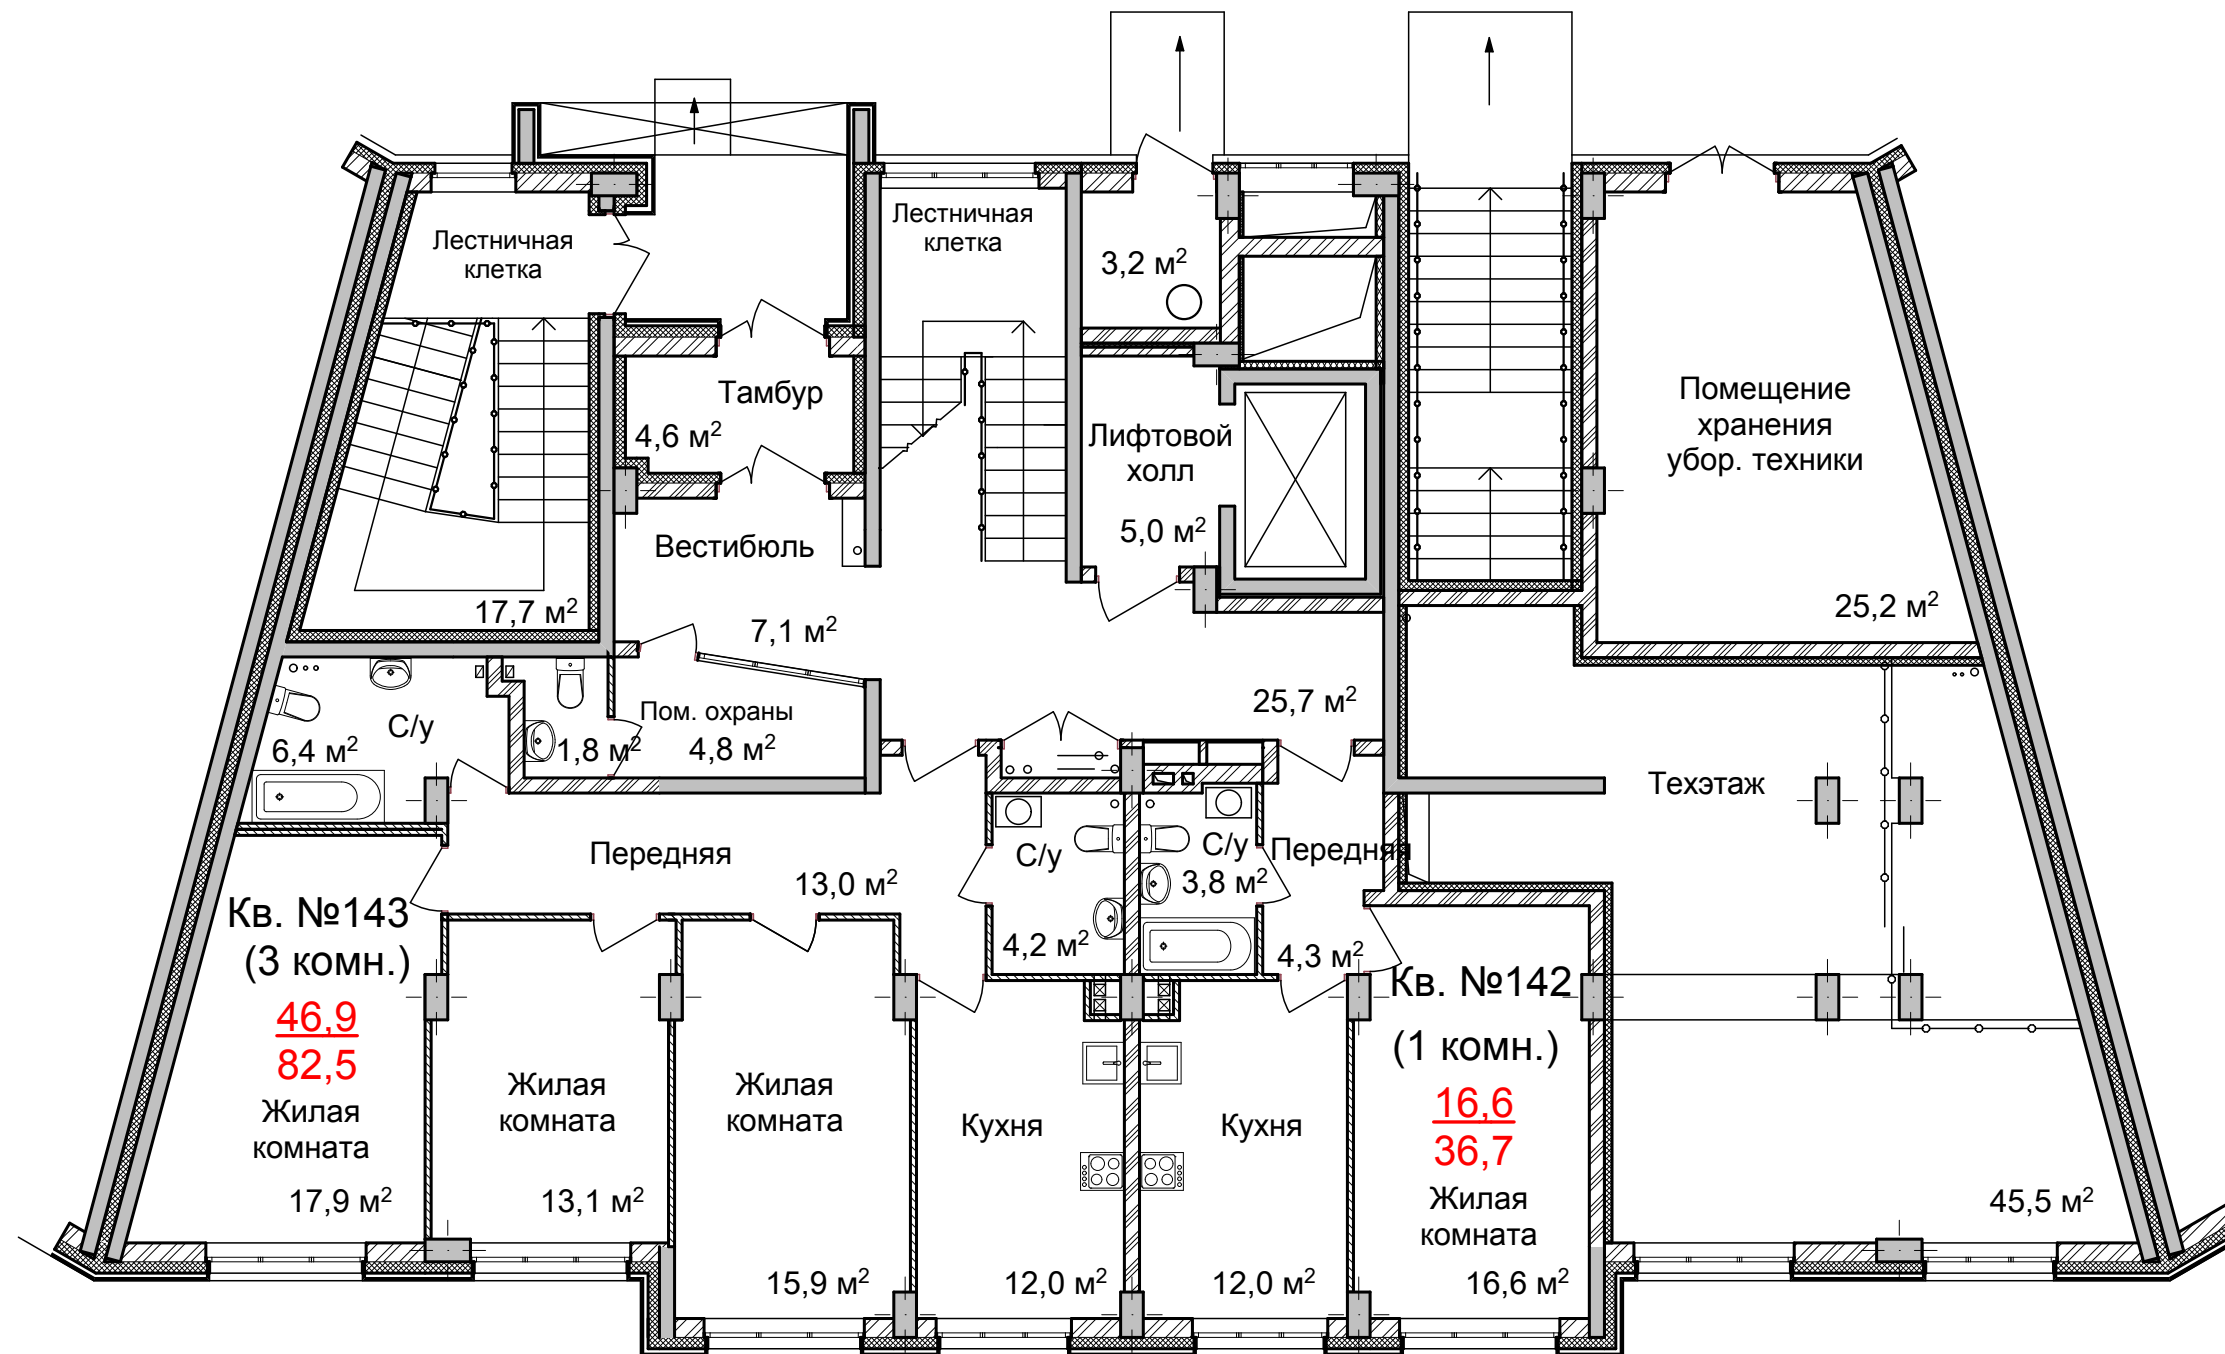 Лестничная
клетка
Лестничная
клетка
3,2 м²
Тамбур
4,6 м²
Лифтовой
холл
5,0 м²
Помещение
хранения
убор. техники
25,2 м²
Вестибюль
17,7 м²
7,1 м²
С/у
6,4 м²
1,8 м²
Пом. охраны
4,8 м²
25,7 м²
Техэтаж
Передняя
13,0 м²
С/у
4,2 м²
С/у
3,8 м²
Передняя
4,3 м²
Кв. №143
(3 комн.)
46,9
82,5
Жилая
комната
17,9 м²
Жилая
комната
13,1 м²
Жилая
комната
15,9 м²
Кухня
12,0 м²
Кухня
12,0 м²
Кв. №142
(1 комн.)
16,6
36,7
Жилая
комната
16,6 м²
45,5 м²